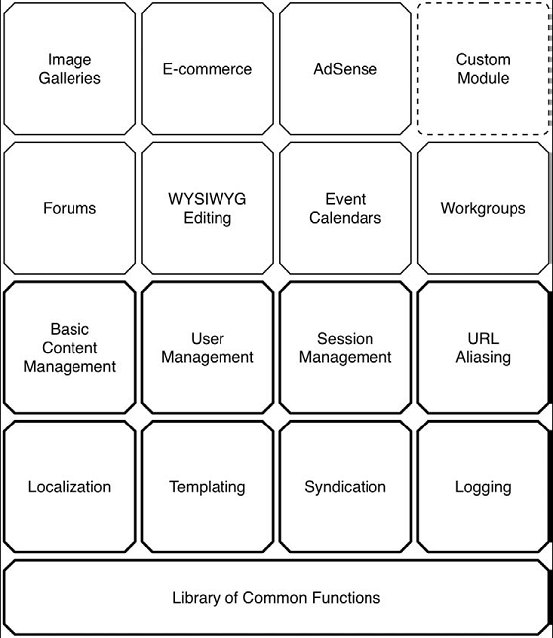 Image
Galleries
E-commerce
AdSense
Custom
Module
Forums
WYSIWYG
Editing
Event
Calendars
Workgroups
Basic
Content
Management
User
Management
Session
Management
URL
Aliasing
Localization
Templating
Syndication
Logging
Library of Common Functions